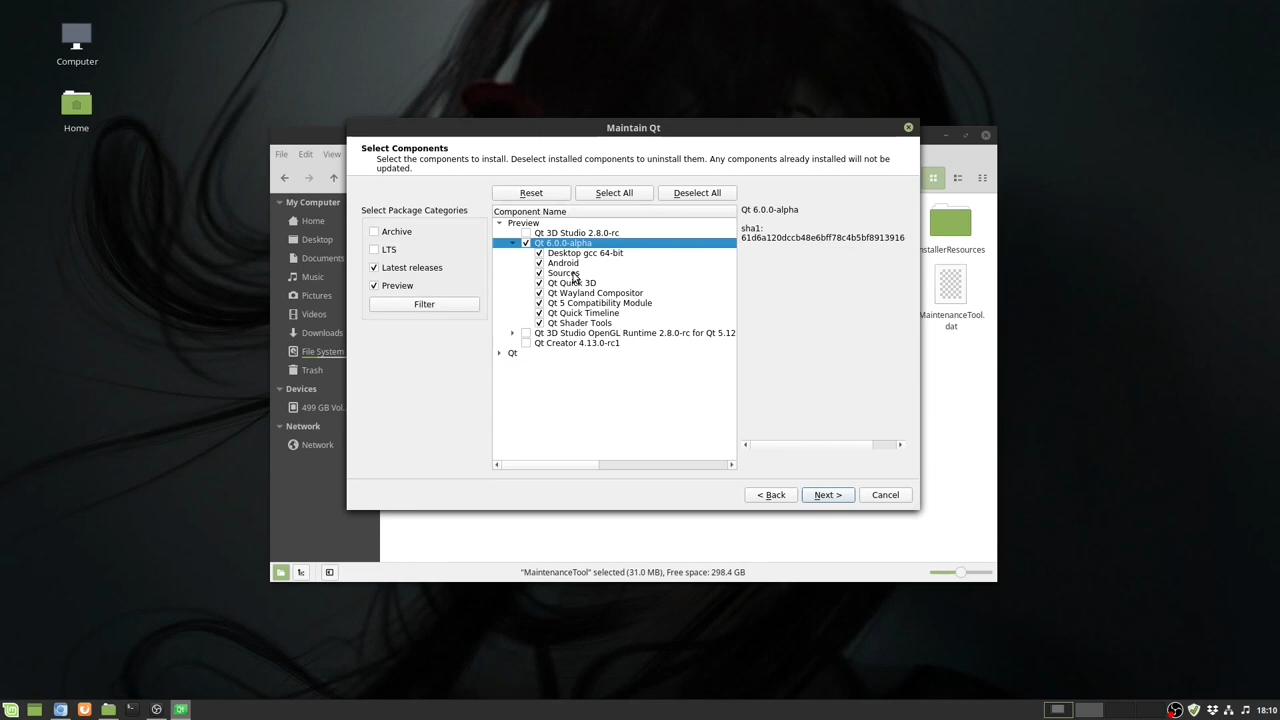 Computer
Home
Maintain Qt
File Edit View
My Computer
Home
Desktop
Documents
Music
Pictures
Videos
Downloads
File System
Trash
Devices
499 GB Vol…
Network
Network
Select Components
Select the components to install. Deselect installed components to uninstall them. Any components already installed will not be
updated.
Select Package Categories
Archive
LTS
Latest releases
Preview
Filter
Reset Select All Deselect All
Component Name
Preview
Qt 3D Studio 2.8.0-rc
Qt 6.0.0-alpha
Desktop gcc 64-bit
Android
Sources
Qt Quick 3D
Qt Wayland Compositor
Qt 5 Compatibility Module
Qt Quick Timeline
Qt Shader Tools
Qt 3D Studio OpenGL Runtime 2.8.0-rc for Qt 5.12
Qt Creator 4.13.0-rc1
Qt
Qt 6.0.0-alpha
sha1:
61d6a120dccb48e6bff78c4b5bf8913916
< Back Next > Cancel
nstallerResources
MaintenanceTool.
dat
"MaintenanceTool" selected (31.0 MB), Free space: 298.4 GB
18:10